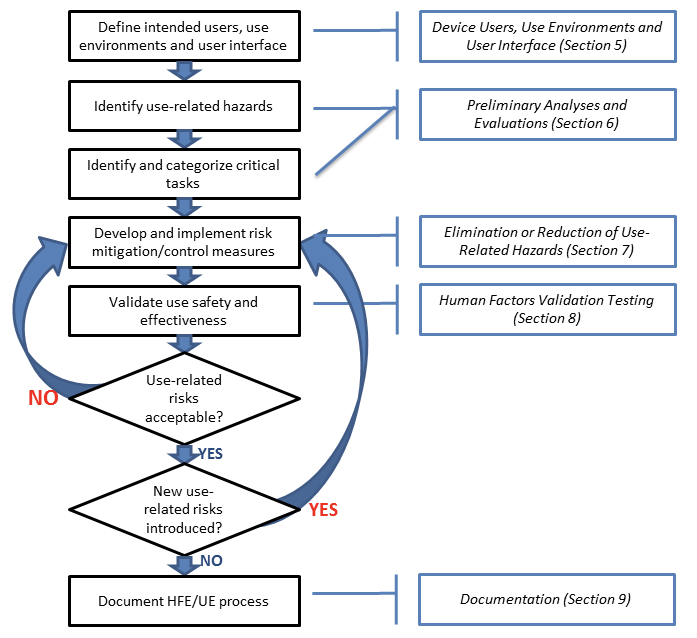 Define intended users, use
environments and user interface
Device Users, Use Environments and
User Interface (Section 5)
Identify use-related hazards
Preliminary Analyses and
Evaluations (Section 6)
Identify and categorize critical
tasks
Develop and implement risk
mitigation/control measures
Elimination or Reduction of Use-
Related Hazards (Section 7)
Validate use safety and
effectiveness
Human Factors Validation Testing
(Section 8)
Use-related
risks
acceptable?
NO
YES
New use-
related risks
introduced?
YES
NO
Document HFE/UE process
Documentation (Section 9)